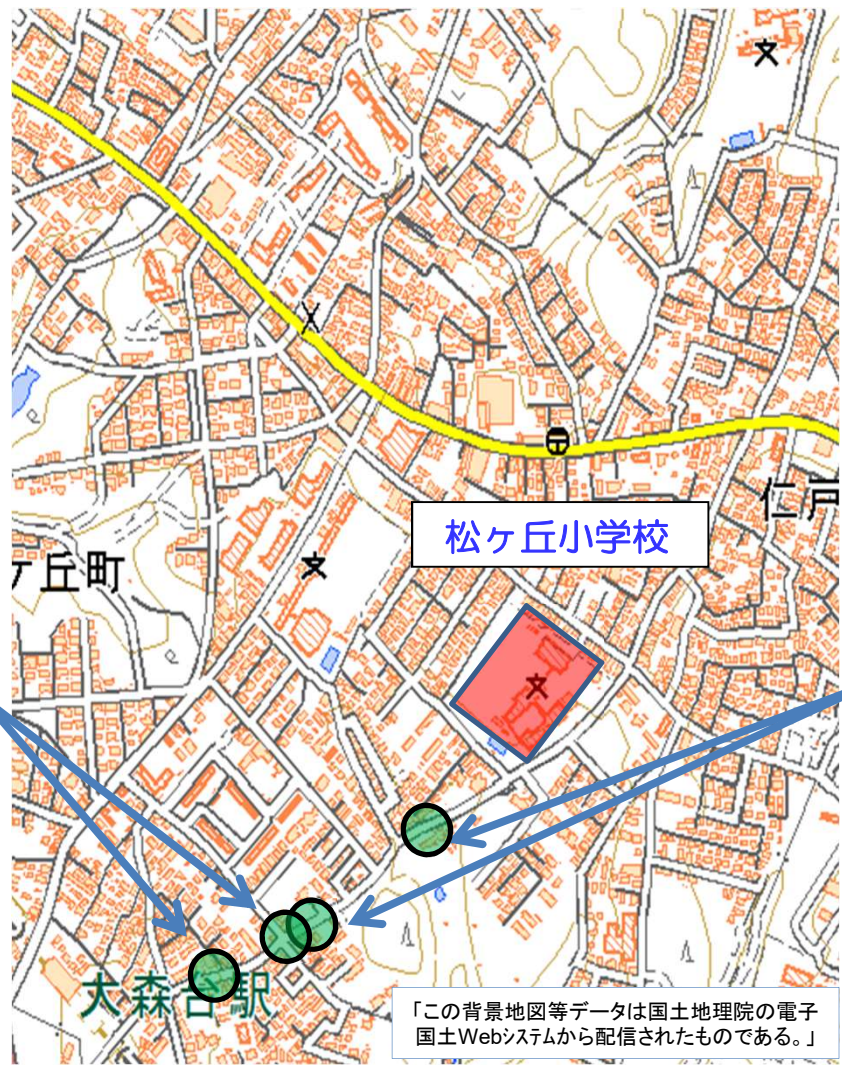 松ヶ丘小学校
仁戸
ケ丘町
大森台駅
「この背景地図等データは国土地理院の電子
国土Webシステムから配信されたものである。」